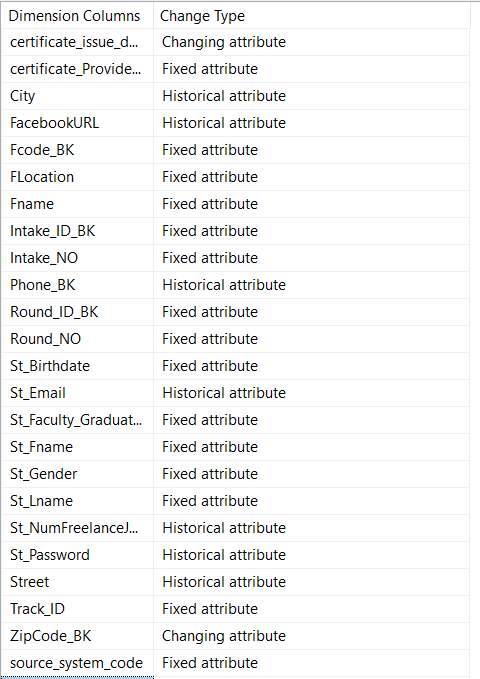 Dimension Columns Change Type
certificate_issue_d... Changing attribute
certificate_Provide... Fixed attribute
City Historical attribute
FacebookURL Historical attribute
Fcode_BK Fixed attribute
FLocation Fixed attribute
Fname Fixed attribute
Intake_ID_BK Fixed attribute
Intake_NO Fixed attribute
Phone_BK Historical attribute
Round_ID_BK Fixed attribute
Round_NO Fixed attribute
St_Birthdate Fixed attribute
St_Email Historical attribute
St_Faculty_Graduat... Fixed attribute
St_Fname Fixed attribute
St_Gender Fixed attribute
St_Lname Fixed attribute
St_NumFreelanceJ... Historical attribute
St_Password Historical attribute
Street Historical attribute
Track_ID Fixed attribute
ZipCode_BK Changing attribute
source_system_code Fixed attribute